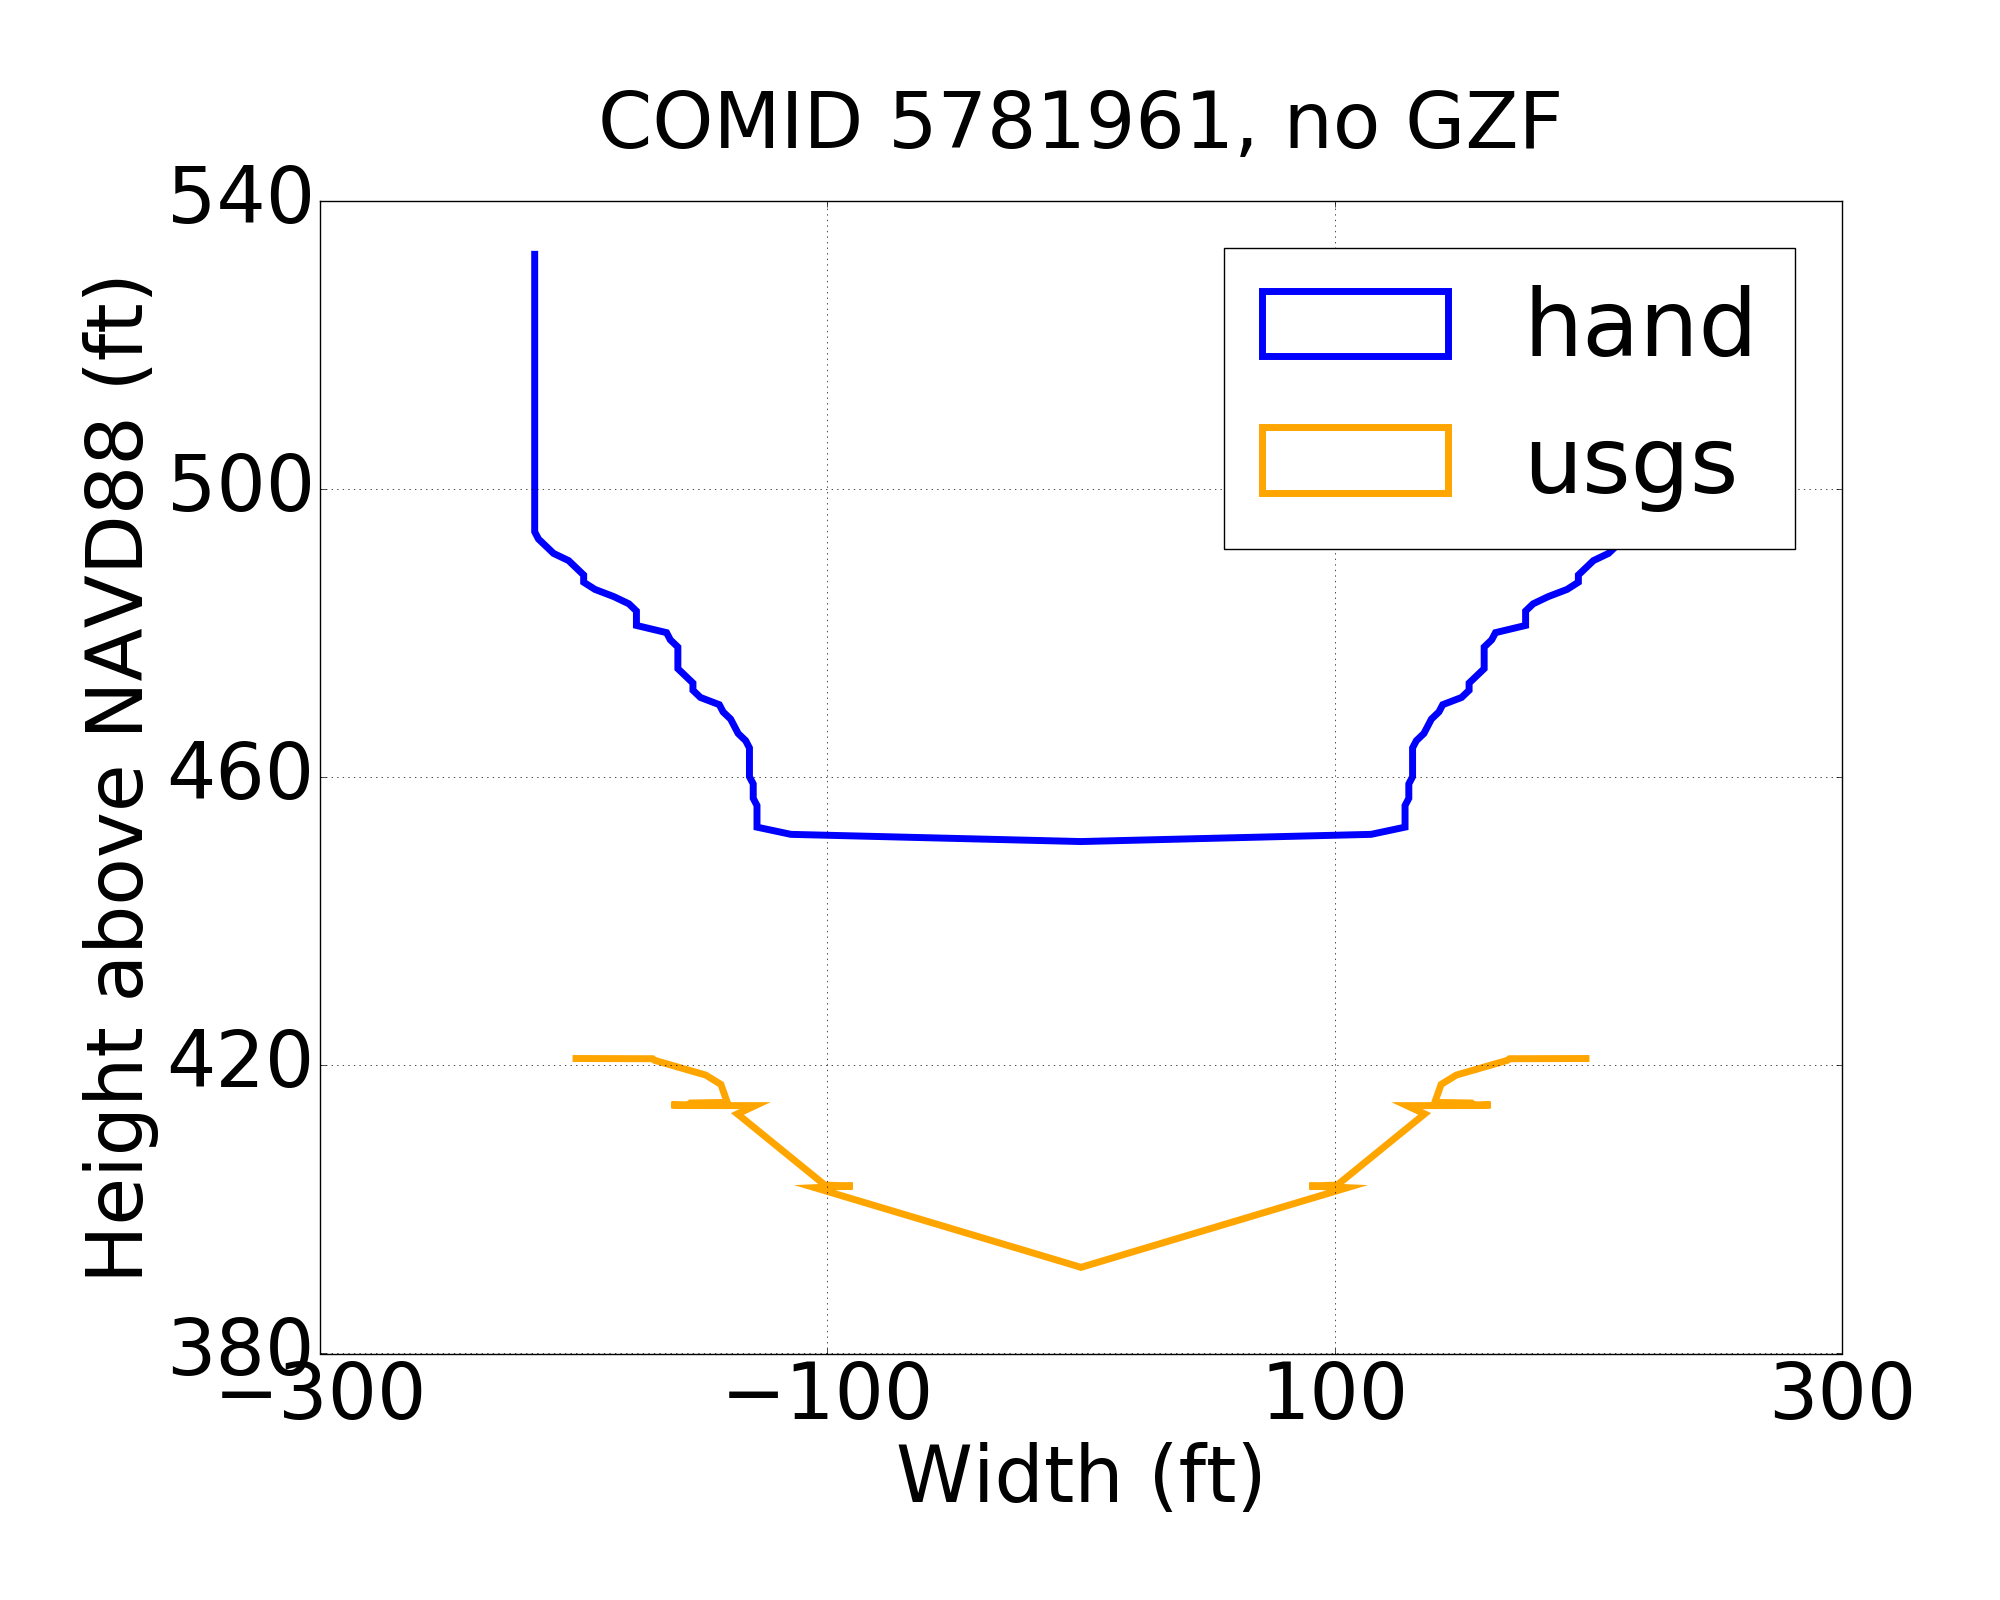 COMID 5781961, no GZF
Height above NAVD88 (ft)
540
500
460
420
380
hand
usgs
−300
−100
100
300
Width (ft)